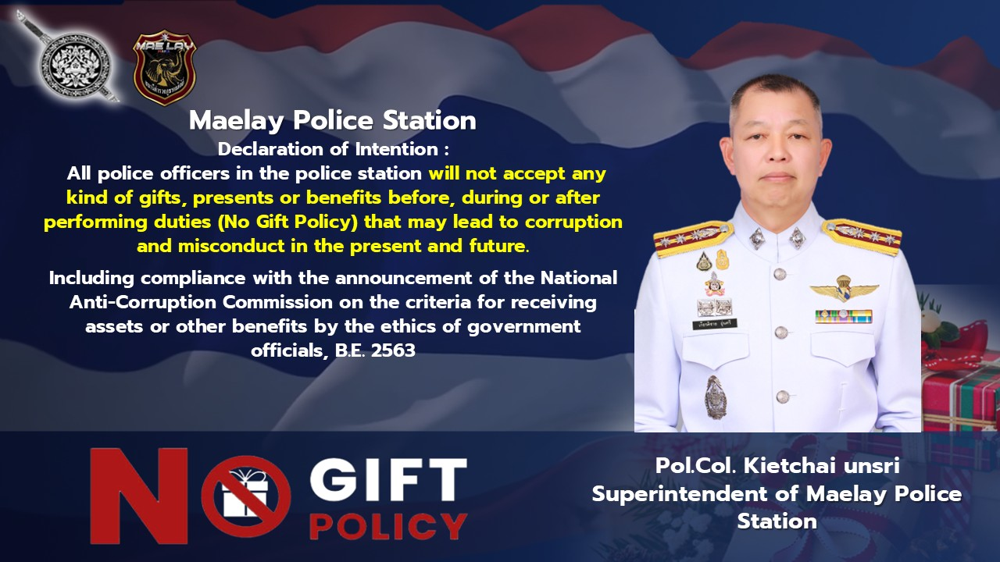 MAE LAY
Maelay Police Station
Declaration of Intention :
All police officers in the police station will not accept any
kind of gifts, presents or benefits before, during or after
performing duties (No Gift Policy) that may lead to corruption
and misconduct in the present and future.
Including compliance with the announcement of the National
Anti-Corruption Commission on the criteria for receiving
assets or other benefits by the ethics of government
officials, B.E. 2563
NO GIFT
POLICY
Pol.Col. Kietchai unsri
Superintendent of Maelay Police
Station